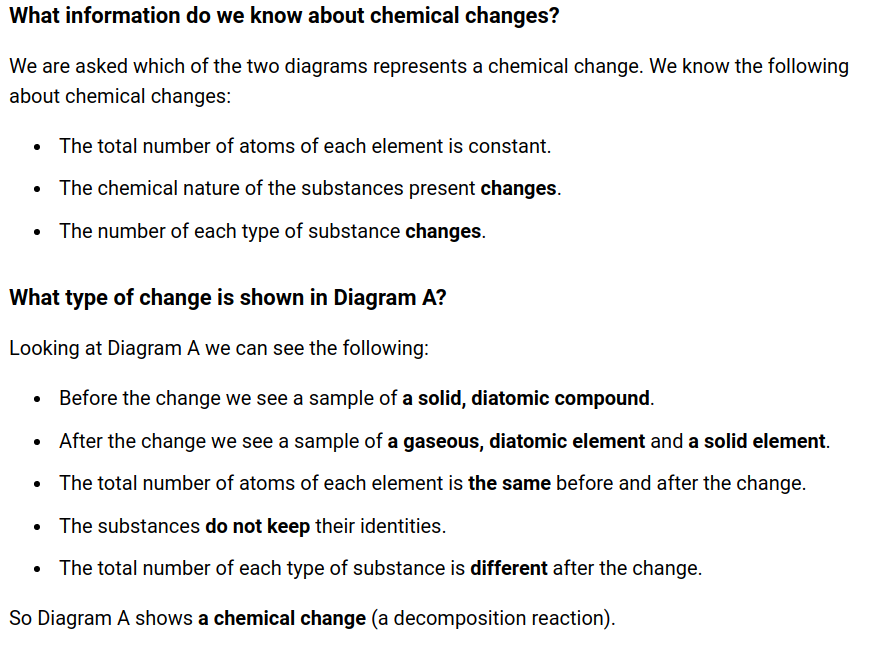 What information do we know about chemical changes?
We are asked which of the two diagrams represents a chemical change. We know the following
about chemical changes:
• The total number of atoms of each element is constant.
• The chemical nature of the substances present changes.
• The number of each type of substance changes.
What type of change is shown in Diagram A?
Looking at Diagram A we can see the following:
• Before the change we see a sample of a solid, diatomic compound.
• After the change we see a sample of a gaseous, diatomic element and a solid element.
• The total number of atoms of each element is the same before and after the change.
• The substances do not keep their identities.
• The total number of each type of substance is different after the change.
So Diagram A shows a chemical change (a decomposition reaction).